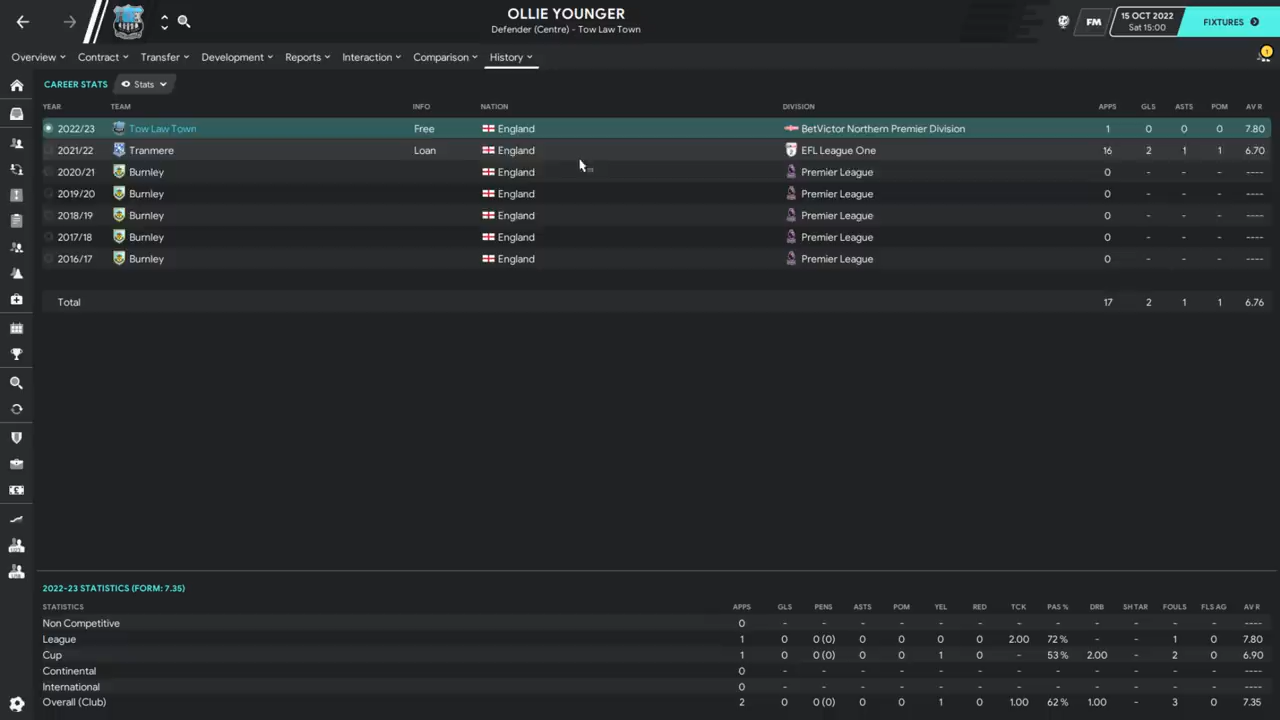 OLLIE YOUNGER
Defender (Centre) - Tow Law Town
FM
15 OCT 2022
Sat 15:00
FIXTURES
1
Overview Contract Transfer Development Reports Interaction Comparison History
CAREER STATS Stats
YEAR TEAM INFO NATION DIVISION APPS GLS ASTS POM AV R
2022/23 Tow Law Town Free England BetVictor Northern Premier Division 1 0 0 0 7.80
2021/22 Tranmere Loan England EFL League One 16 2 1 1 6.70
2020/21 Burnley England Premier League 0 - - - ----
2019/20 Burnley England Premier League 0 - - - ----
2018/19 Burnley England Premier League 0 - - - ----
2017/18 Burnley England Premier League 0 - - - ----
2016/17 Burnley England Premier League 0 - - - ----
Total 17 2 1 1 6.76
2022-23 STATISTICS (FORM: 7.35)
STATISTICS APPS GLS PENS ASTS POM YEL RED TCK PAS % DRB SH TAR FOULS FLS AG AV R
Non Competitive 0 - - - - - - - - - - - - ----
League 1 0 0 (0) 0 0 0 0 2.00 72 % - - 1 0 7.80
Cup 1 0 0 (0) 0 0 1 0 - 53 % 2.00 - 2 0 6.90
Continental 0 - - - - - - - - - - - - ----
International 0 - - - - - - - - - - - - ----
Overall (Club) 2 0 0 (0) 0 0 1 0 1.00 62 % 1.00 - 3 0 7.35